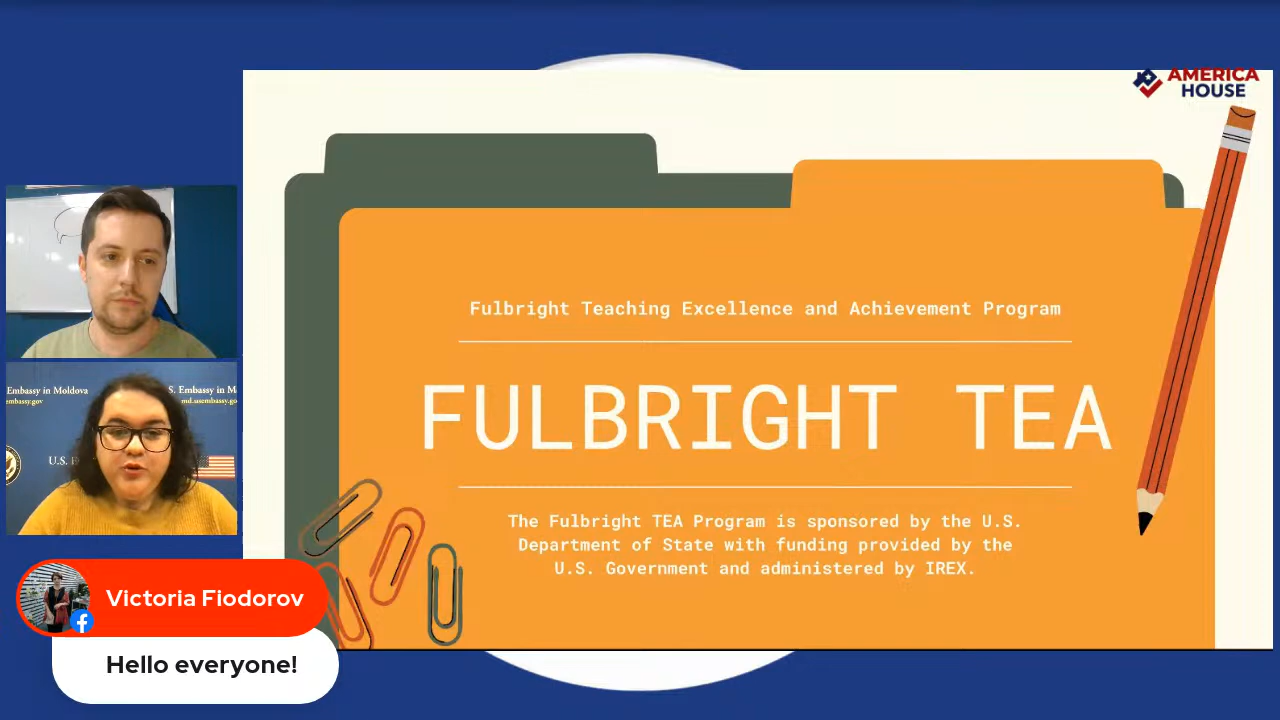 AMERICA
HOUSE
Fulbright Teaching Excellence and Achievement Program
FULBRIGHT TEA
The Fulbright TEA Program is sponsored by the U.S.
Department of State with funding provided by the
U.S. Government and administered by IREX.
Embassy in Moldova
S. Embassy in M
embassy.gov
md.usembassy.go
U.S.
Victoria Fiodorov
Hello everyone!